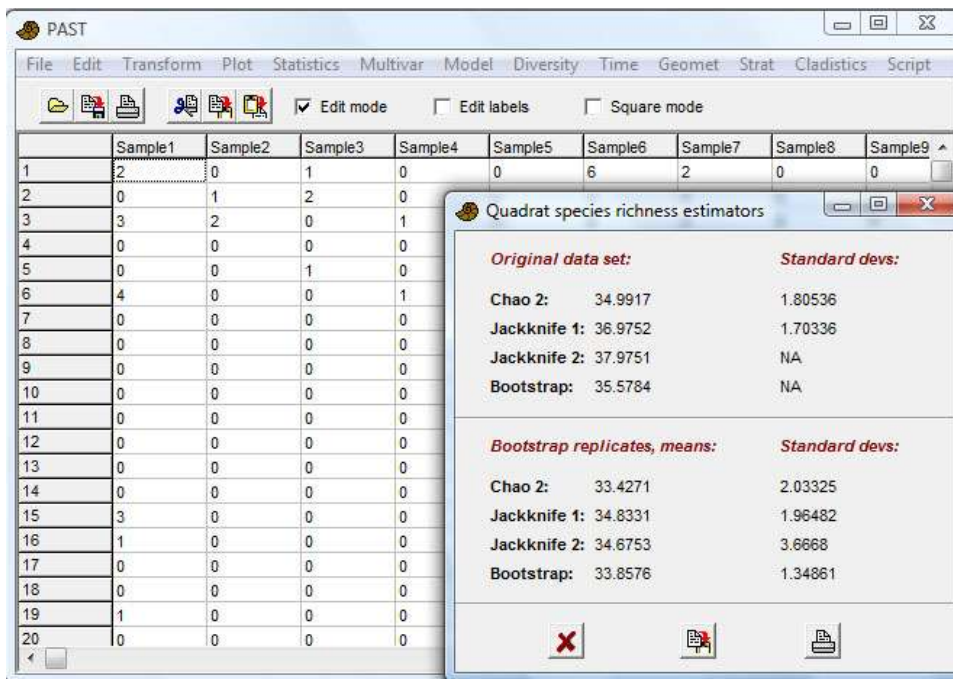 PAST
File Edit Transform Plot Statistics Multivar Model Diversity Time Geomet Strat Cladistics Script
Edit mode Edit labels Square mode
Sample1 Sample2 Sample3 Sample4 Sample5 Sample6 Sample7 Sample8 Sample9
1 2 0 1 0 0 6 2 0 0
2 0 1 2 0
3 3 2 0 1
4 0 0 0 0
5 0 0 1 0
6 4 0 0 1
7 0 0 0 0
8 0 0 0 0
9 0 0 0 0
10 0 0 0 0
11 0 0 0 0
12 0 0 0 0
13 0 0 0 0
14 0 0 0 0
15 3 0 0 0
16 1 0 0 0
17 0 0 0 0
18 0 0 0 0
19 1 0 0 0
20 0 0 0 0
Quadrat species richness estimators
Original data set: Standard devs:
Chao 2: 34.9917 1.80536
Jackknife 1: 36.9752 1.70336
Jackknife 2: 37.9751 NA
Bootstrap: 35.5784 NA
Bootstrap replicates, means: Standard devs:
Chao 2: 33.4271 2.03325
Jackknife 1: 34.8331 1.96482
Jackknife 2: 34.6753 3.6668
Bootstrap: 33.8576 1.34861